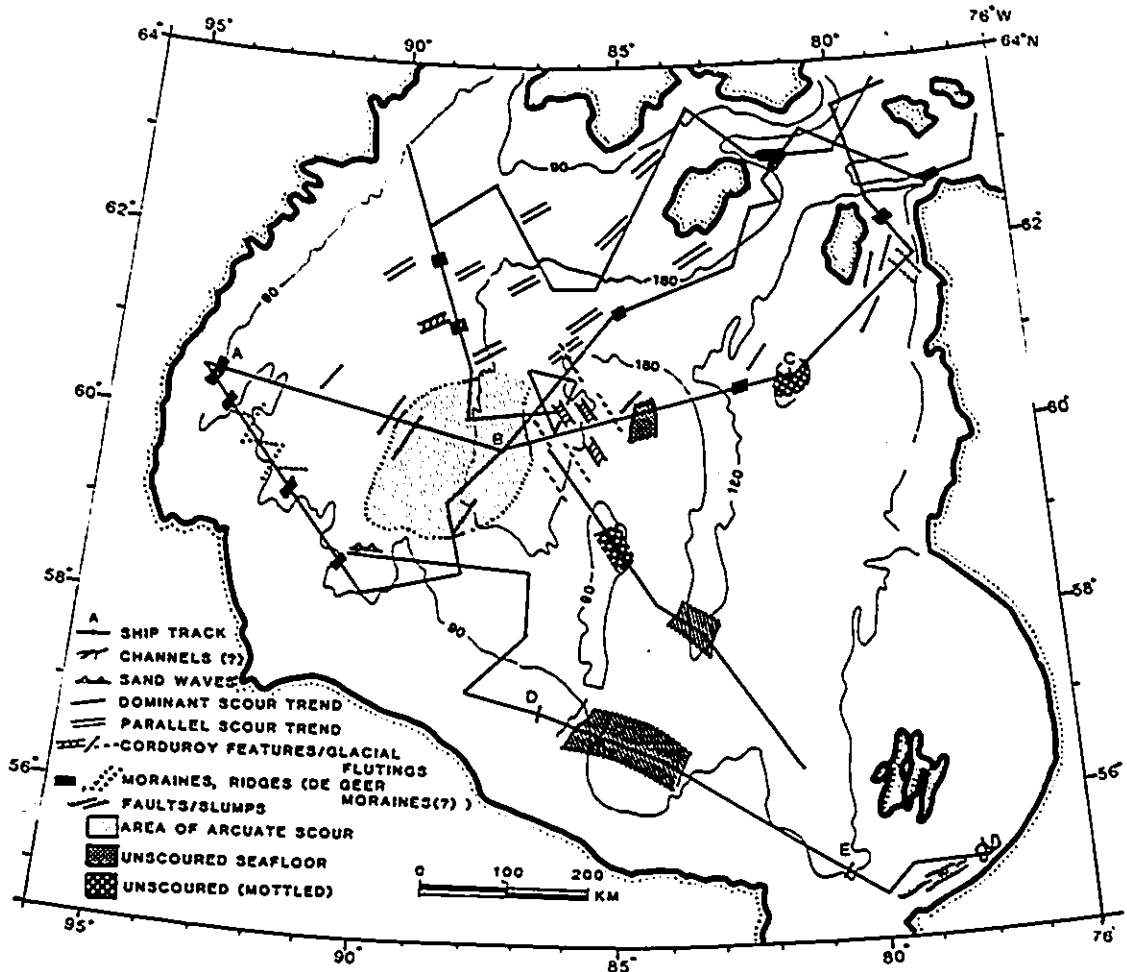 64° 95° 90° 85° 80° 76°W
64°N
62° 62°
60° 60°
58° 58°
56° 56°
95° 90° 85° 80° 76°
90
180
90
180
120
90
90
A
B
C
D
E
A
SHIP TRACK
CHANNELS (?)
SAND WAVES
DOMINANT SCOUR TREND
PARALLEL SCOUR TREND
CORDUROY FEATURES/GLACIAL
FLUTINGS
MORAINES, RIDGES (DE GEER
MORAINES(?) )
FAULTS/SLUMPS
AREA OF ARCUATE SCOUR
UNSCOURED SEAFLOOR
UNSCOURED (MOTTLED)
0 100 200
KM